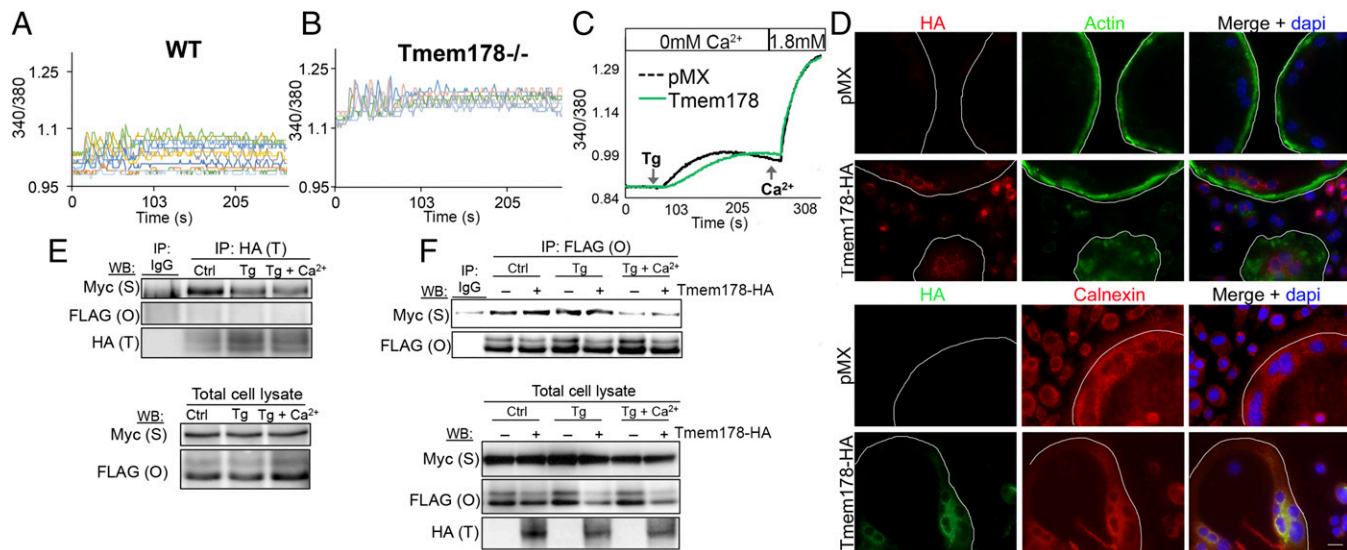 A
WT
340/380
1.25
1.1
0.95
103
205
Time (s)
B
Tmem178-/-
340/380
1.25
1.1
0.95
103
205
Time (s)
C
0mM Ca²⁺
1.8mM
340/380
1.29
1.14
0.99
0.84
pMX
Tmem178
Tg
Ca²⁺
0
103
205
308
Time (s)
D
HA
Actin
Merge + dapi
pMX
Tmem178-HA
HA
Calnexin
Merge + dapi
pMX
Tmem178-HA
E
IP: IgG
IP: HA (T)
WB:
Ctrl
Tg
Tg + Ca²⁺
Myc (S)
FLAG (O)
HA (T)
Total cell lysate
WB:
Ctrl
Tg
Tg + Ca²⁺
Myc (S)
FLAG (O)
F
IP: FLAG (O)
IP: IgG
Ctrl
Tg
Tg + Ca²⁺
WB:
– + – + – + Tmem178-HA
Myc (S)
FLAG (O)
Total cell lysate
Ctrl
Tg
Tg + Ca²⁺
WB:
– + – + – + Tmem178-HA
Myc (S)
FLAG (O)
HA (T)